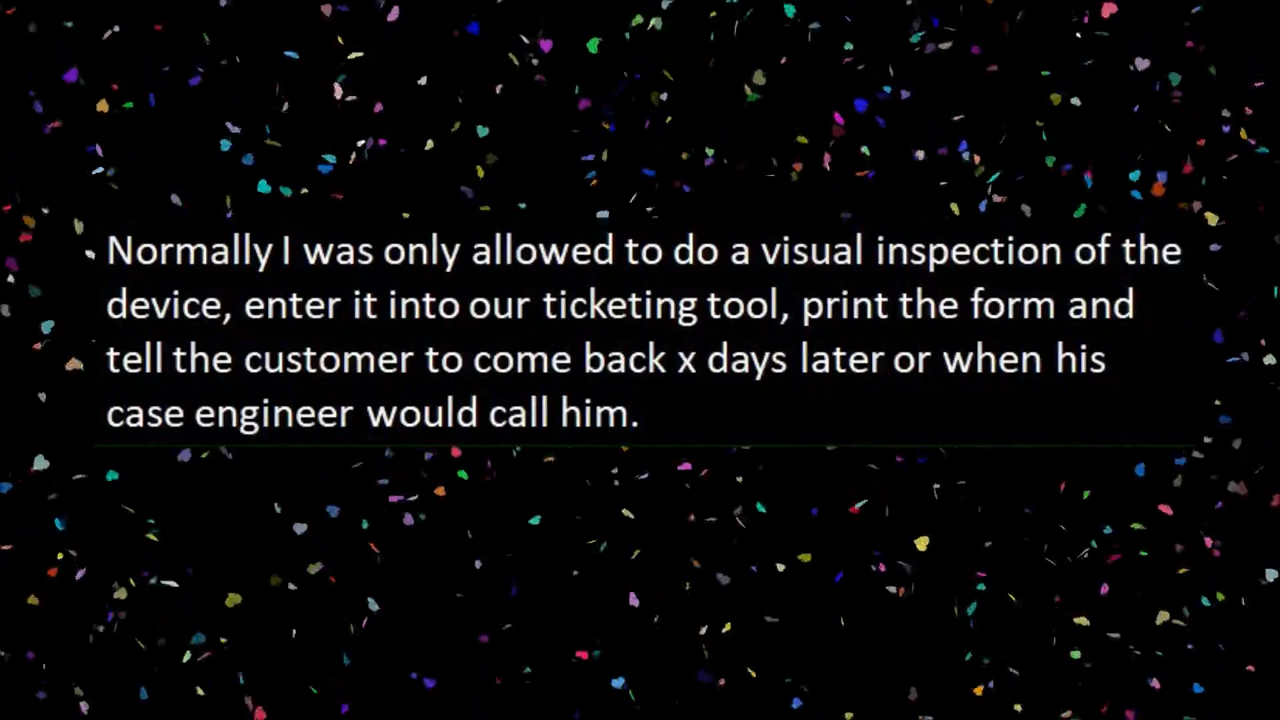 Normally I was only allowed to do a visual inspection of the
device, enter it into our ticketing tool, print the form and
tell the customer to come back x days later or when his
case engineer would call him.